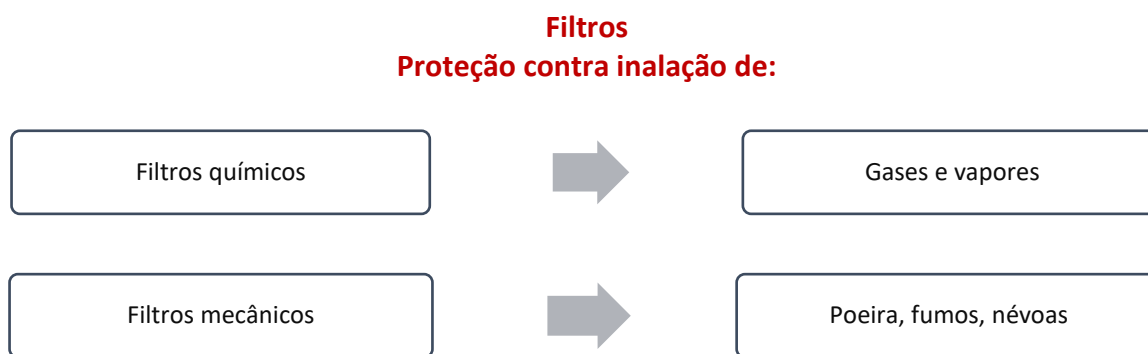 Filtros
Proteção contra inalação de:
Filtros químicos
Gases e vapores
Filtros mecânicos
Poeira, fumos, névoas